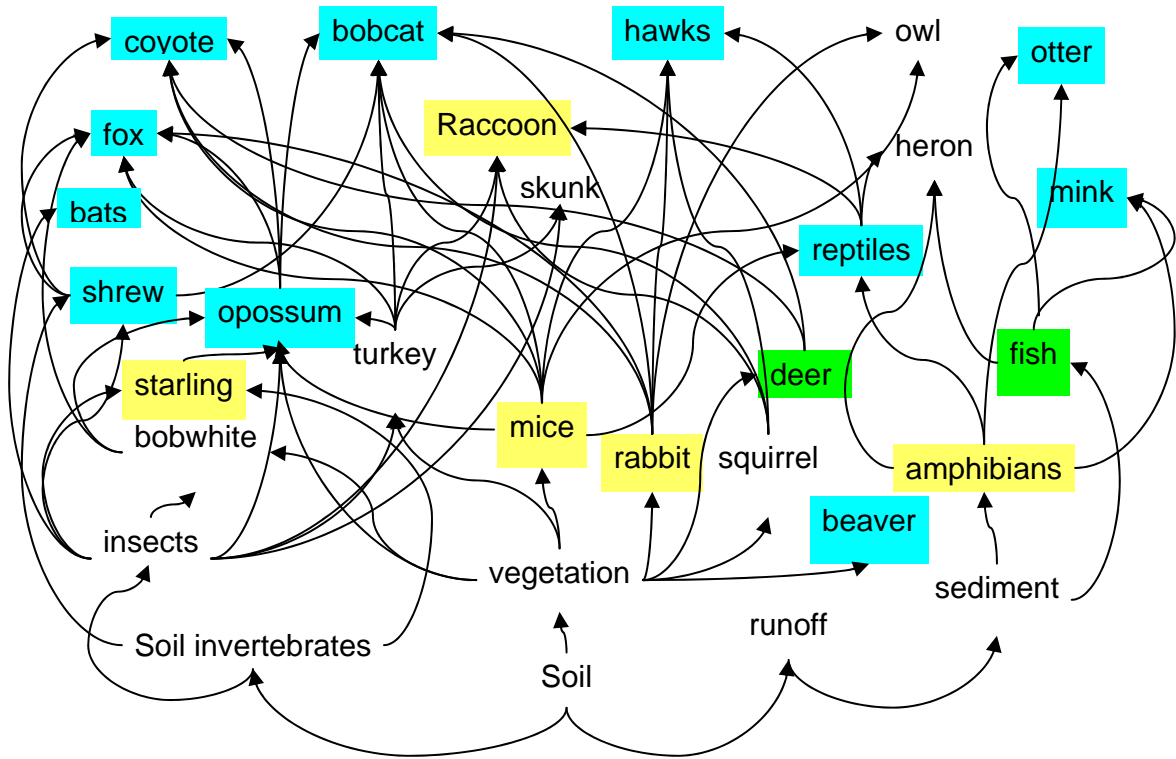 coyote
bobcat
hawks
owl
otter
fox
Raccoon
heron
skunk
mink
bats
reptiles
shrew
opossum
turkey
fish
deer
starling
mice
bobwhite
rabbit
squirrel
amphibians
beaver
insects
vegetation
sediment
runoff
Soil invertebrates
Soil